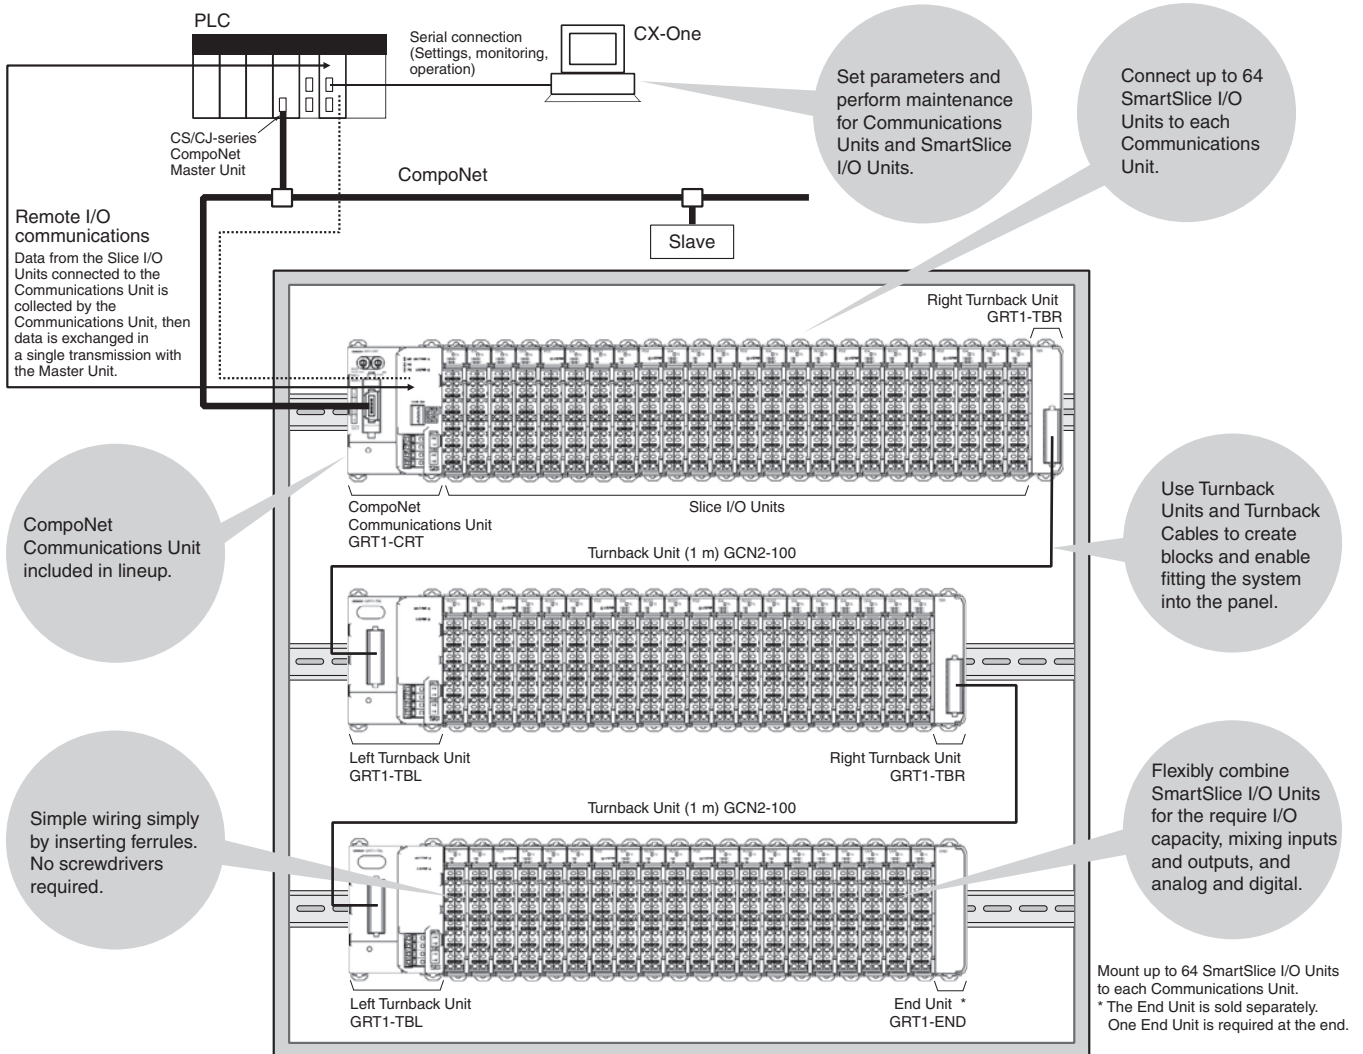 PLC
Serial connection
(Settings, monitoring,
operation)
CX-One
CS/CJ-series
CompoNet
Master Unit
CompoNet
Slave
Set parameters and
perform maintenance
for Communications
Units and SmartSlice
I/O Units.
Connect up to 64
SmartSlice I/O
Units to each
Communications
Unit.
Remote I/O
communications
Data from the Slice I/O
Units connected to the
Communications Unit is
collected by the
Communications Unit, then
data is exchanged in
a single transmission with
the Master Unit.
Right Turnback Unit
GRT1-TBR
CompoNet
Communications Unit
GRT1-CRT
Slice I/O Units
CompoNet
Communications Unit
included in lineup.
Turnback Unit (1 m) GCN2-100
Use Turnback
Units and Turnback
Cables to create
blocks and enable
fitting the system
into the panel.
Left Turnback Unit
GRT1-TBL
Right Turnback Unit
GRT1-TBR
Turnback Unit (1 m) GCN2-100
Simple wiring simply
by inserting ferrules.
No screwdrivers
required.
Flexibly combine
SmartSlice I/O Units
for the require I/O
capacity, mixing inputs
and outputs, and
analog and digital.
Left Turnback Unit
GRT1-TBL
End Unit *
GRT1-END
Mount up to 64 SmartSlice I/O Units
to each Communications Unit.
* The End Unit is sold separately.
One End Unit is required at the end.